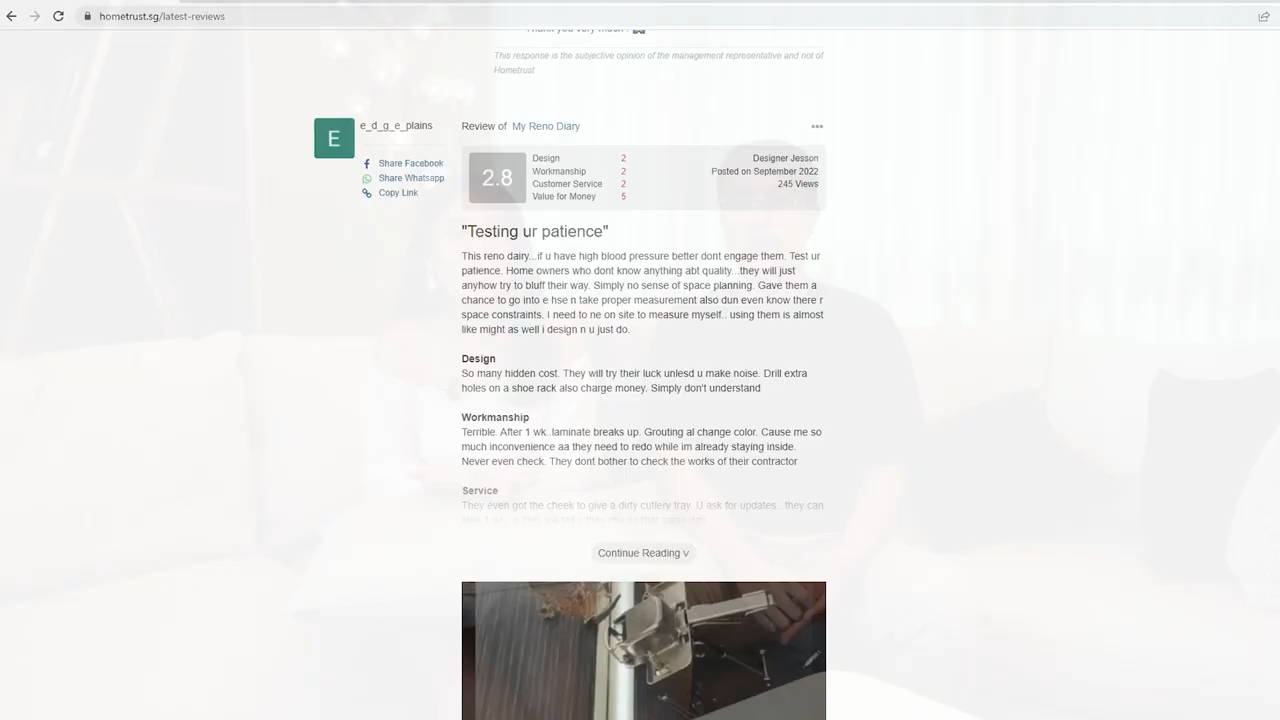 hometrust.sg/latest-reviews
Thank you very much !
This response is the subjective opinion of the management representative and not of
Hometrust
E
e_d_g_e_plains
Share Facebook
Share Whatsapp
Copy Link
Review of My Reno Diary
2.8
Design 2
Workmanship 2
Customer Service 2
Value for Money 5
Designer Jesson
Posted on September 2022
245 Views
"Testing ur patience"
This reno dairy...if u have high blood pressure better dont engage them. Test ur
patience. Home owners who dont know anything abt quality...they will just
anyhow try to bluff their way. Simply no sense of space planning. Gave them a
chance to go into e hse n take proper measurement also dun even know there r
space constraints. I need to ne on site to measure myself.. using them is almost
like might as well i design n u just do.
Design
So many hidden cost. They will try their luck unlesd u make noise. Drill extra
holes on a shoe rack also charge money. Simply don't understand
Workmanship
Terrible. After 1 wk..laminate breaks up. Grouting al change color. Cause me so
much inconvenience aa they need to redo while im already staying inside.
Never even check. They dont bother to check the works of their contractor
Service
They even got the cheek to give a dirty cutlery tray. U ask for updates...they can
Continue Reading v